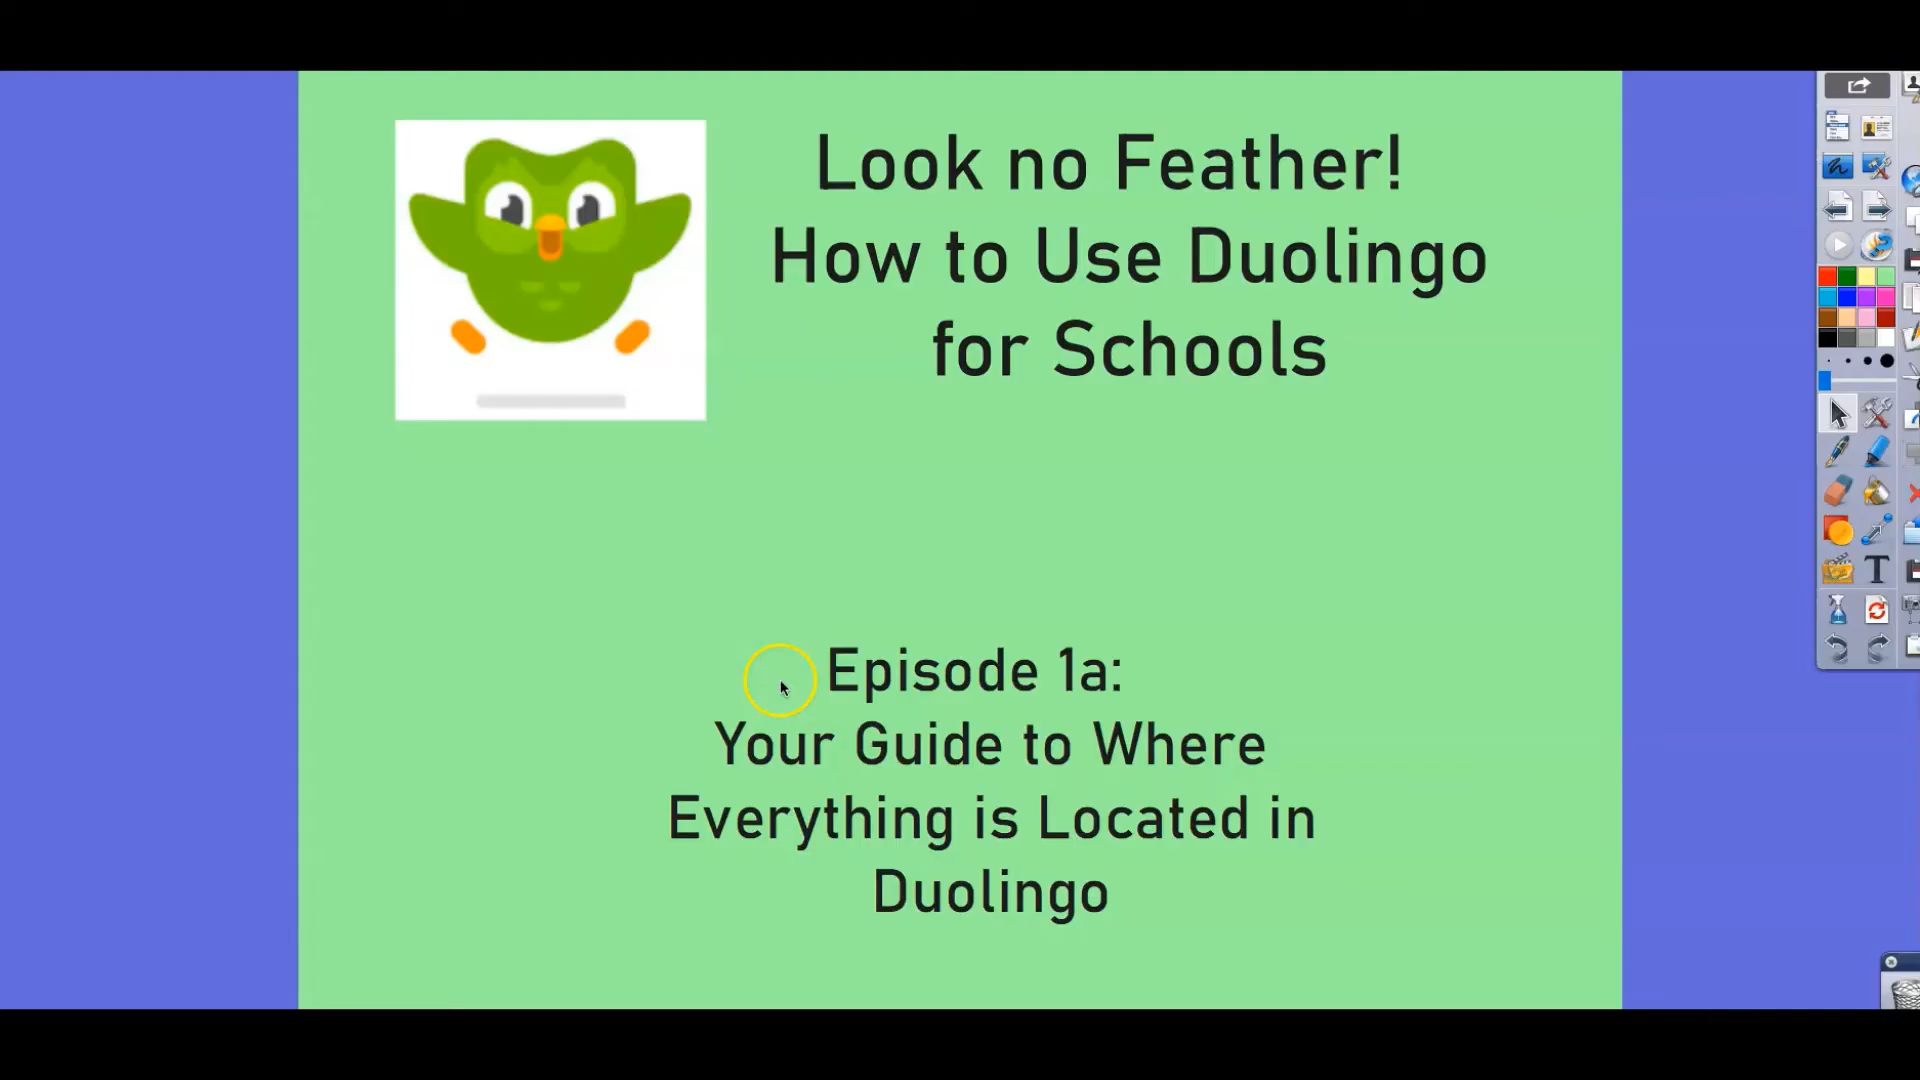 Look no Feather!
How to Use Duolingo
for Schools
Episode 1a:
Your Guide to Where
Everything is Located in
Duolingo